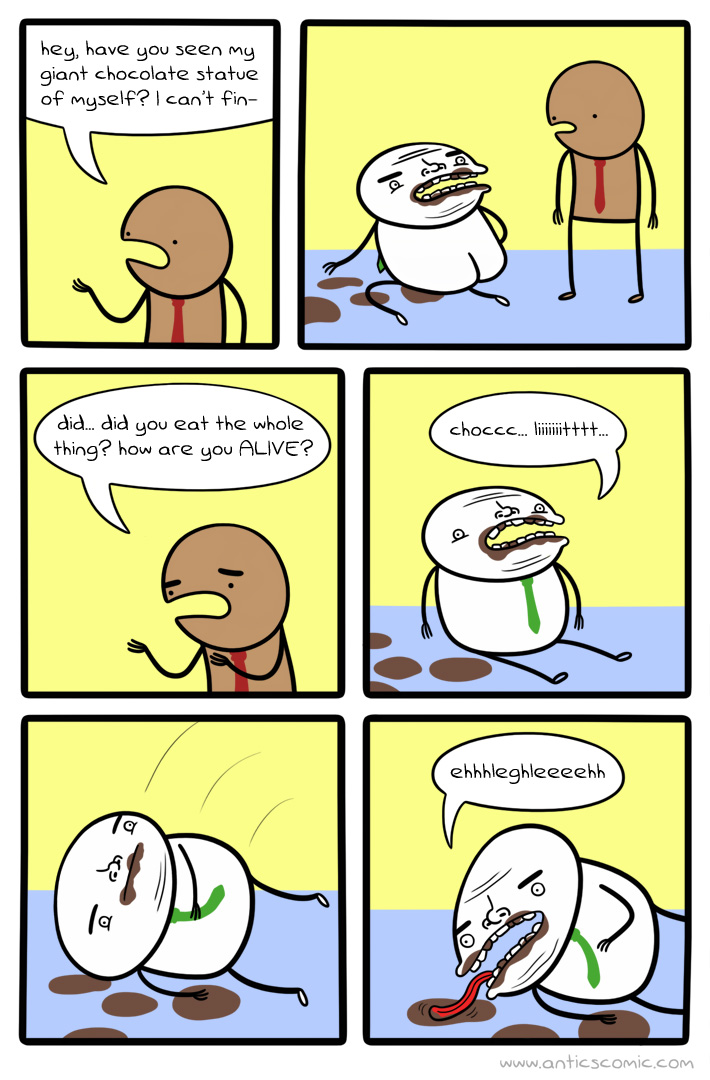 hey, have you seen my
giant chocolate statue
of myself? I can't fin-
did... did you eat the whole
thing? how are you ALIVE?
choccc... liiiiiiitttt...
ehhhleghleeeehh
www.anticscomic.com